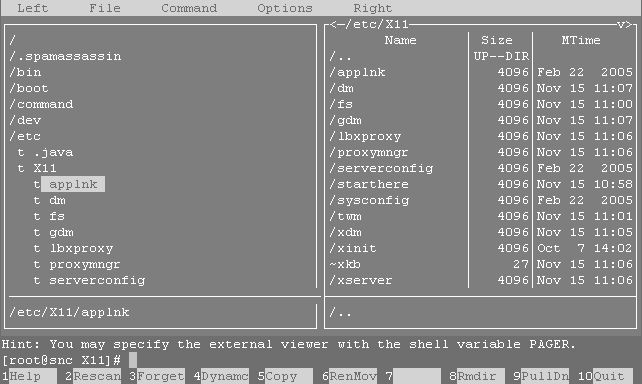 Left File Command Options Right
<-/etc/X11 v>
/
/.spamassassin
/bin
/boot
/command
/dev
/etc
t .java
t X11
t applnk
t dm
t fs
t gdm
t lbxproxy
t proxymngr
t serverconfig
/etc/X11/applnk
Name Size MTime
/.. UP--DIR
/applnk 4096 Feb 22 2005
/dm 4096 Nov 15 11:07
/fs 4096 Nov 15 11:00
/gdm 4096 Nov 15 11:07
/lbxproxy 4096 Nov 15 11:06
/proxymngr 4096 Nov 15 11:06
/serverconfig 4096 Feb 22 2005
/starthere 4096 Nov 15 10:58
/sysconfig 4096 Feb 22 2005
/twm 4096 Nov 15 11:01
/xdm 4096 Nov 15 11:05
/xinit 4096 Oct 7 14:02
~xkb 27 Nov 15 11:06
/xserver 4096 Nov 15 11:06
/..
Hint: You may specify the external viewer with the shell variable PAGER.
[root@snc X11]#
1Help 2Rescan 3Forget 4Dynamc 5Copy 6RenMov 7 8Rmdir 9PullDn 10Quit